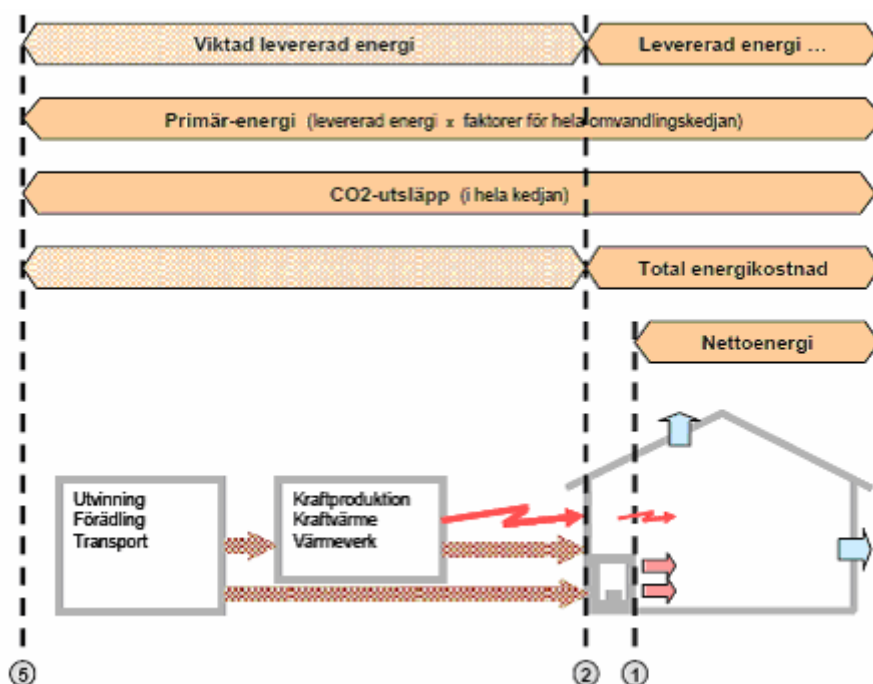 Viktad levererad energi
Levererad energi ...
Primär-energi (levererad energi x faktorer för hela omvandlingskedjan)
CO2-utsläpp (i hela kedjan)
Total energikostnad
Nettoenergi
Utvinning
Förädling
Transport
Kraftproduktion
Kraftvärme
Värmeverk
5
2
1